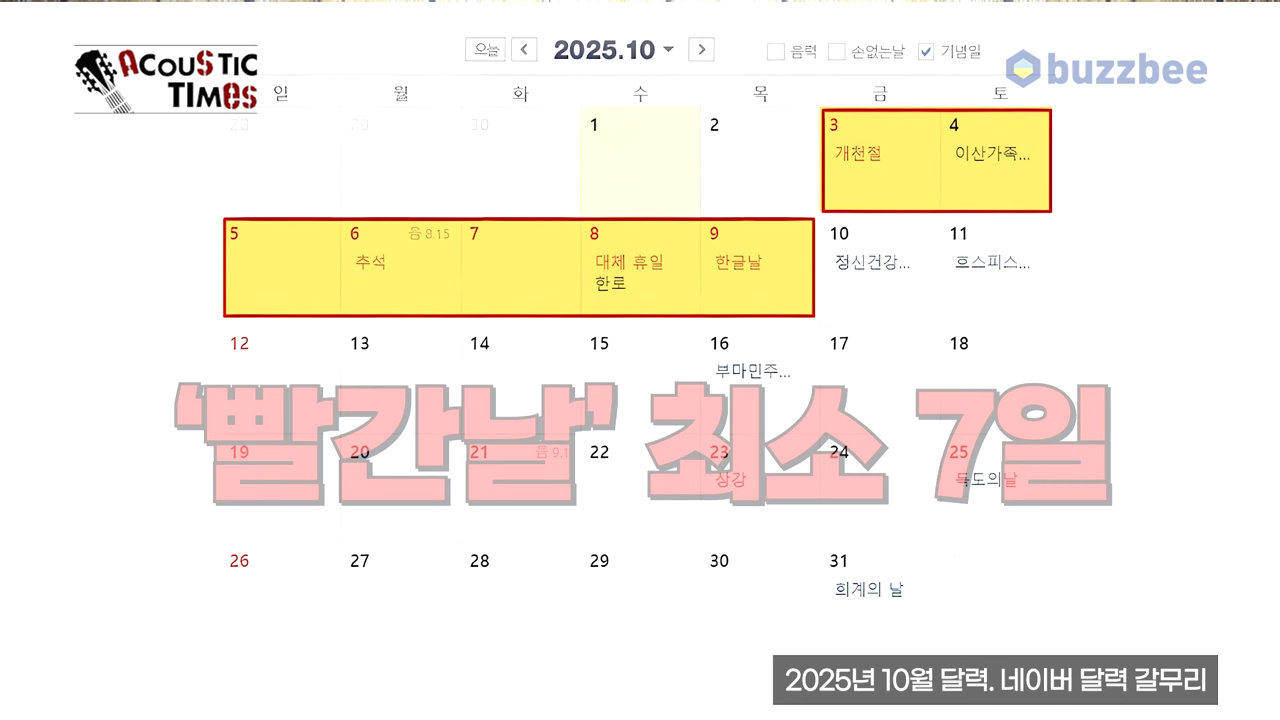 ACOUSTIC
TIMES
오늘 2025.10 음력 손없는날 기념일
buzzbee
일 월 화 수 목 금 토
1 2 3 4
개천절 이산가족...
5 6 음 8.15 7 8 9 10 11
추석 대체 휴일 한글날 정신건강... 호스피스...
한로
12 13 14 15 16 17 18
부마민주...
‘빨간날’ 최소 7일
19 20 21 음 9.1 22 23 24 25
상강 독도의날
26 27 28 29 30 31
회계의 날
2025년 10월 달력. 네이버 달력 갈무리